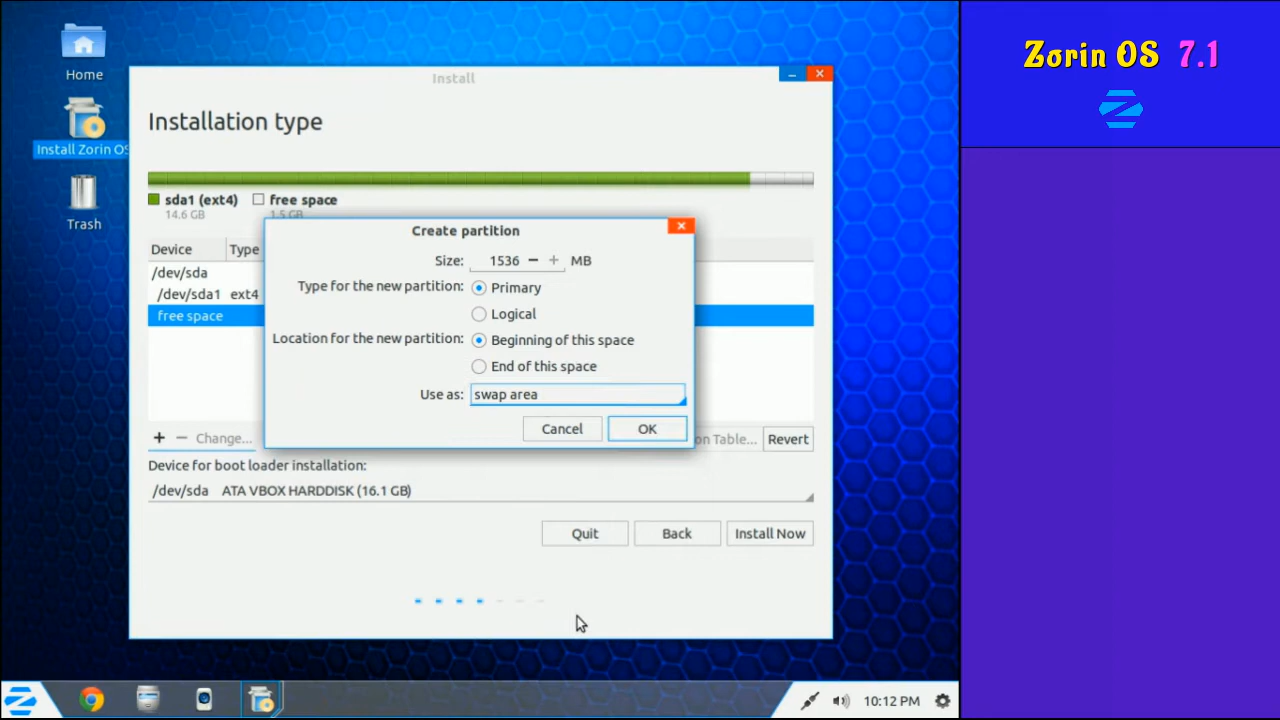 Home
Install Zorin OS
Trash
Install
Installation type
sda1 (ext4)
14.6 GB
free space
1.5 GB
Device Type
/dev/sda
/dev/sda1 ext4
free space
Create partition
Size: 1536 − + MB
Type for the new partition: Primary
Logical
Location for the new partition: Beginning of this space
End of this space
Use as: swap area
Cancel OK
+ − Change...
on Table... Revert
Device for boot loader installation:
/dev/sda ATA VBOX HARDDISK (16.1 GB)
Quit Back Install Now
10:12 PM
Zorin OS 7.1